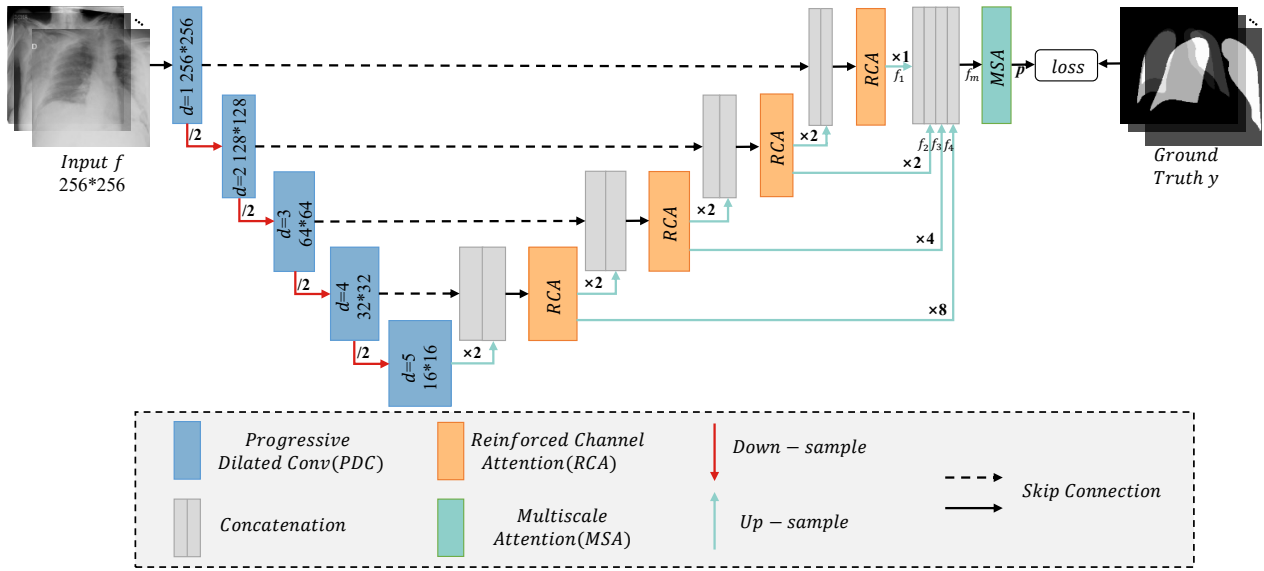 D
Input f
256*256
d=1 256*256
/2
d=2 128*128
/2
d=3
64*64
/2
d=4
32*32
/2
d=5
16*16
×2
RCA
×2
×8
RCA
×2
×4
RCA
×2
×2
RCA
×1
f1
f2 f3 f4
fm
MSA
p
loss
Ground
Truth y
Progressive
Dilated Conv(PDC)
Reinforced Channel
Attention(RCA)
Down − sample
Skip Connection
Concatenation
Multiscale
Attention(MSA)
Up − sample